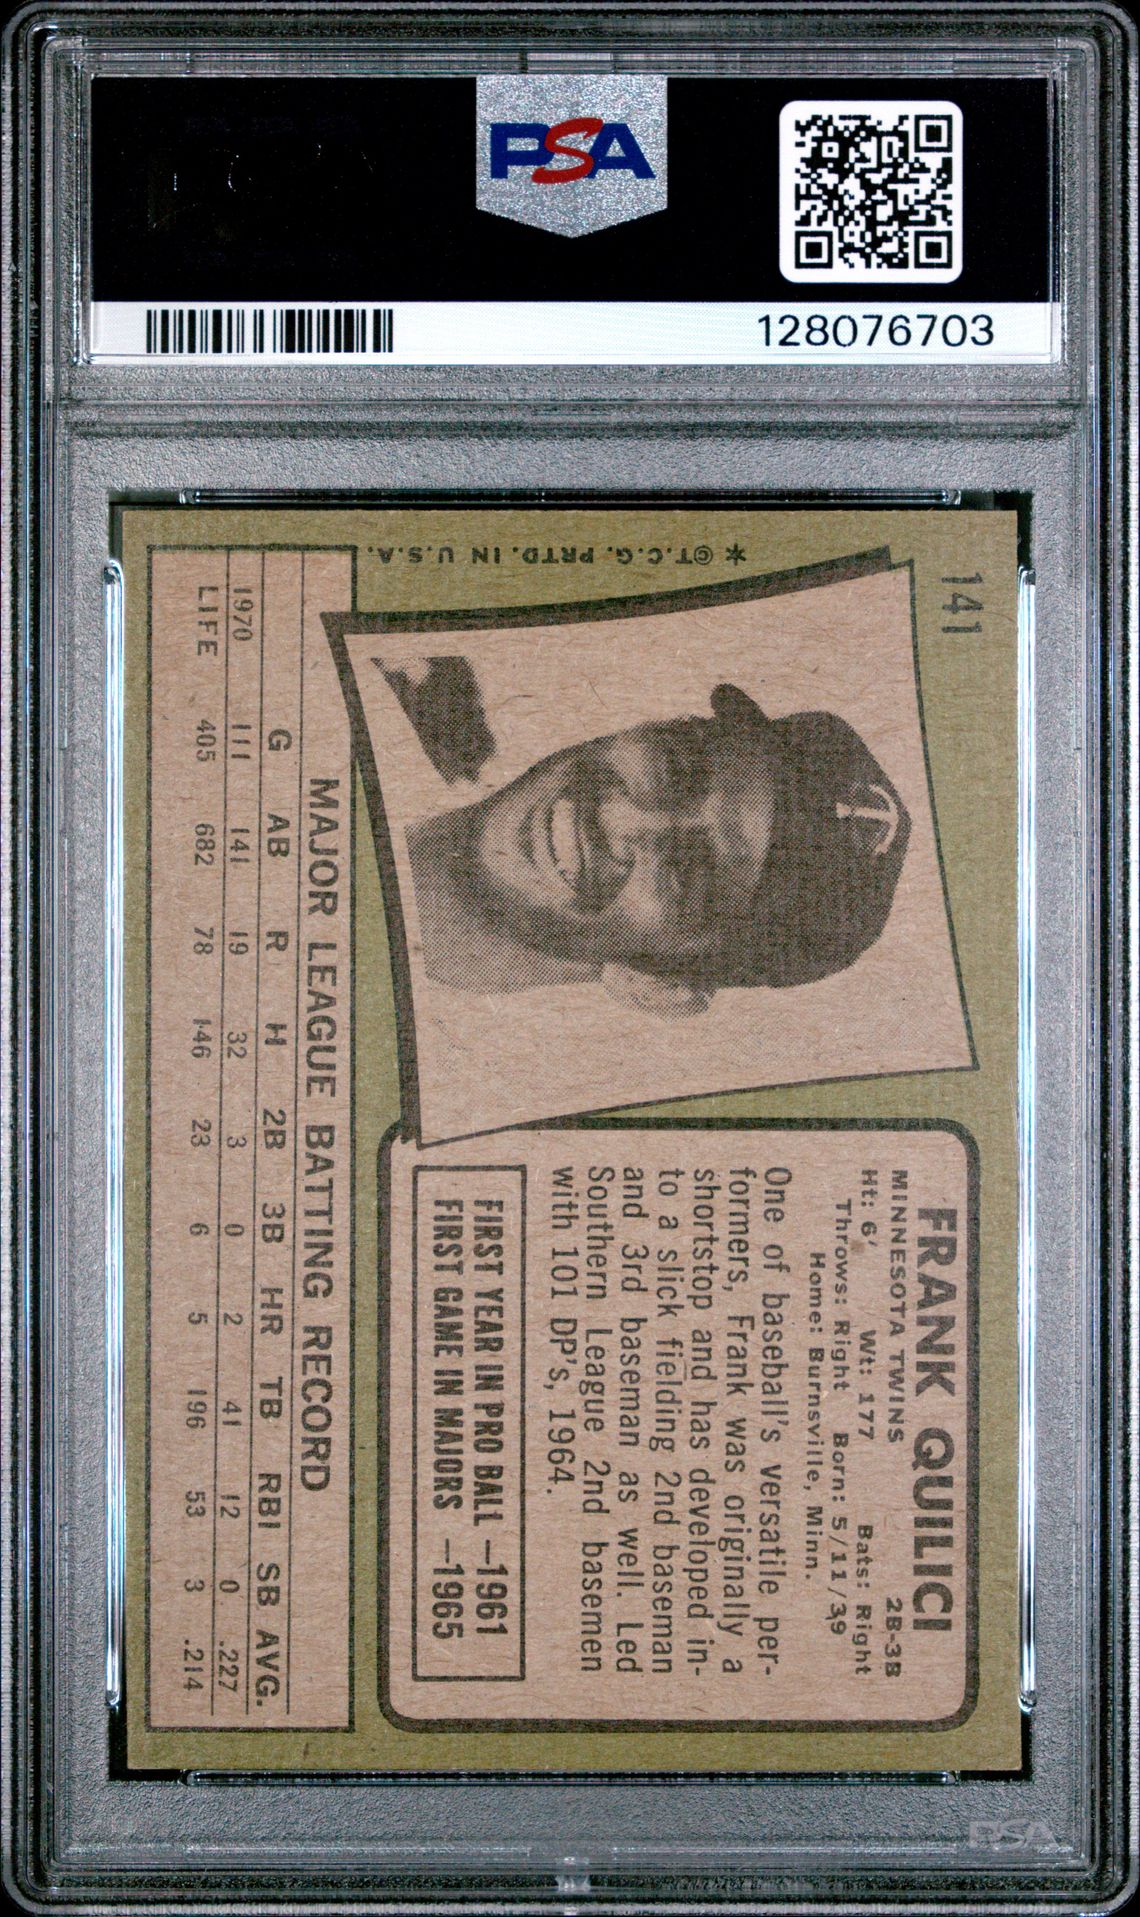 PSA
128076703
141
FRANK QUILICI
MINNESOTA TWINS 2B-3B
Ht: 6' Wt: 177 Bats: Right
Throws: Right Born: 5/11/39
Home: Burnsville, Minn.
One of baseball's versatile per-
formers, Frank was originally a
shortstop and has developed in-
to a slick fielding 2nd baseman
and 3rd baseman as well. Led
Southern League 2nd basemen
with 101 DP's, 1964.
FIRST YEAR IN PRO BALL —1961
FIRST GAME IN MAJORS —1965
*©T.C.G. PRTD. IN U.S.A.
MAJOR LEAGUE BATTING RECORD
G AB R H 2B 3B HR TB RBI SB AVG.
1970 111 141 19 32 3 0 2 41 12 0 .227
LIFE 405 682 78 146 23 6 5 196 53 3 .214
PSA